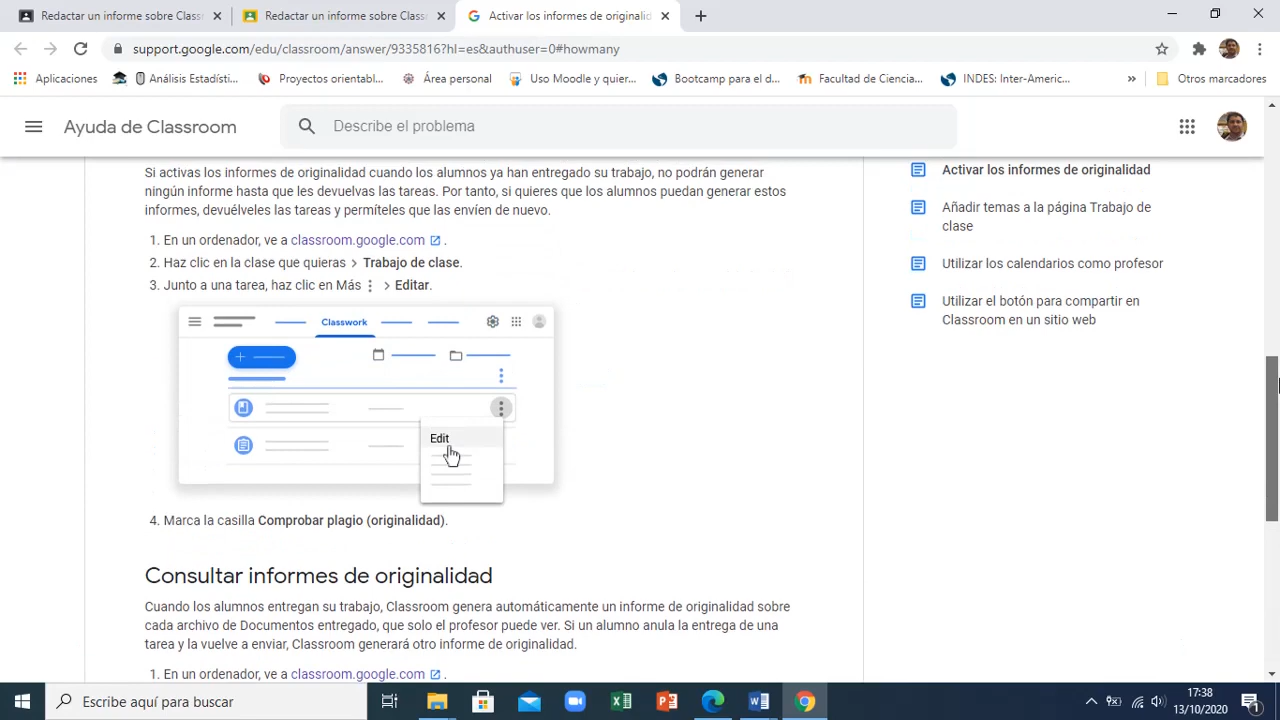 Redactar un informe sobre Class
Redactar un informe sobre Class
Activar los informes de originalid
support.google.com/edu/classroom/answer/9335816?hl=es&authuser=0#howmany
Aplicaciones
Análisis Estadísti...
Proyectos orientabl...
Área personal
Uso Moodle y quier...
Bootcamp para el d...
Facultad de Ciencia...
INDES: Inter-Americ...
»
Otros marcadores
Ayuda de Classroom
Describe el problema
Si activas los informes de originalidad cuando los alumnos ya han entregado su trabajo, no podrán generar
ningún informe hasta que les devuelvas las tareas. Por tanto, si quieres que los alumnos puedan generar estos
informes, devuélveles las tareas y permíteles que las envíen de nuevo.
1. En un ordenador, ve a classroom.google.com .
2. Haz clic en la clase que quieras > Trabajo de clase.
3. Junto a una tarea, haz clic en Más ⋮ > Editar.
Classwork
Edit
4. Marca la casilla Comprobar plagio (originalidad).
Consultar informes de originalidad
Cuando los alumnos entregan su trabajo, Classroom genera automáticamente un informe de originalidad sobre
cada archivo de Documentos entregado, que solo el profesor puede ver. Si un alumno anula la entrega de una
tarea y la vuelve a enviar, Classroom generará otro informe de originalidad.
1. En un ordenador, ve a classroom.google.com .
Activar los informes de originalidad
Añadir temas a la página Trabajo de
clase
Utilizar los calendarios como profesor
Utilizar el botón para compartir en
Classroom en un sitio web
Escribe aquí para buscar
17:38
13/10/2020
1